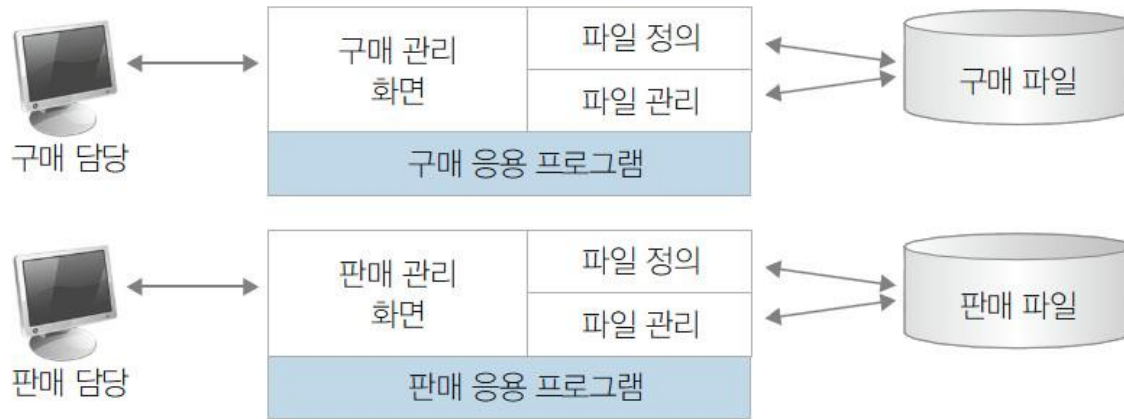 구매 관리
화면
파일 정의
파일 관리
구매 파일
구매 담당
구매 응용 프로그램
판매 관리
화면
파일 정의
파일 관리
판매 파일
판매 담당
판매 응용 프로그램